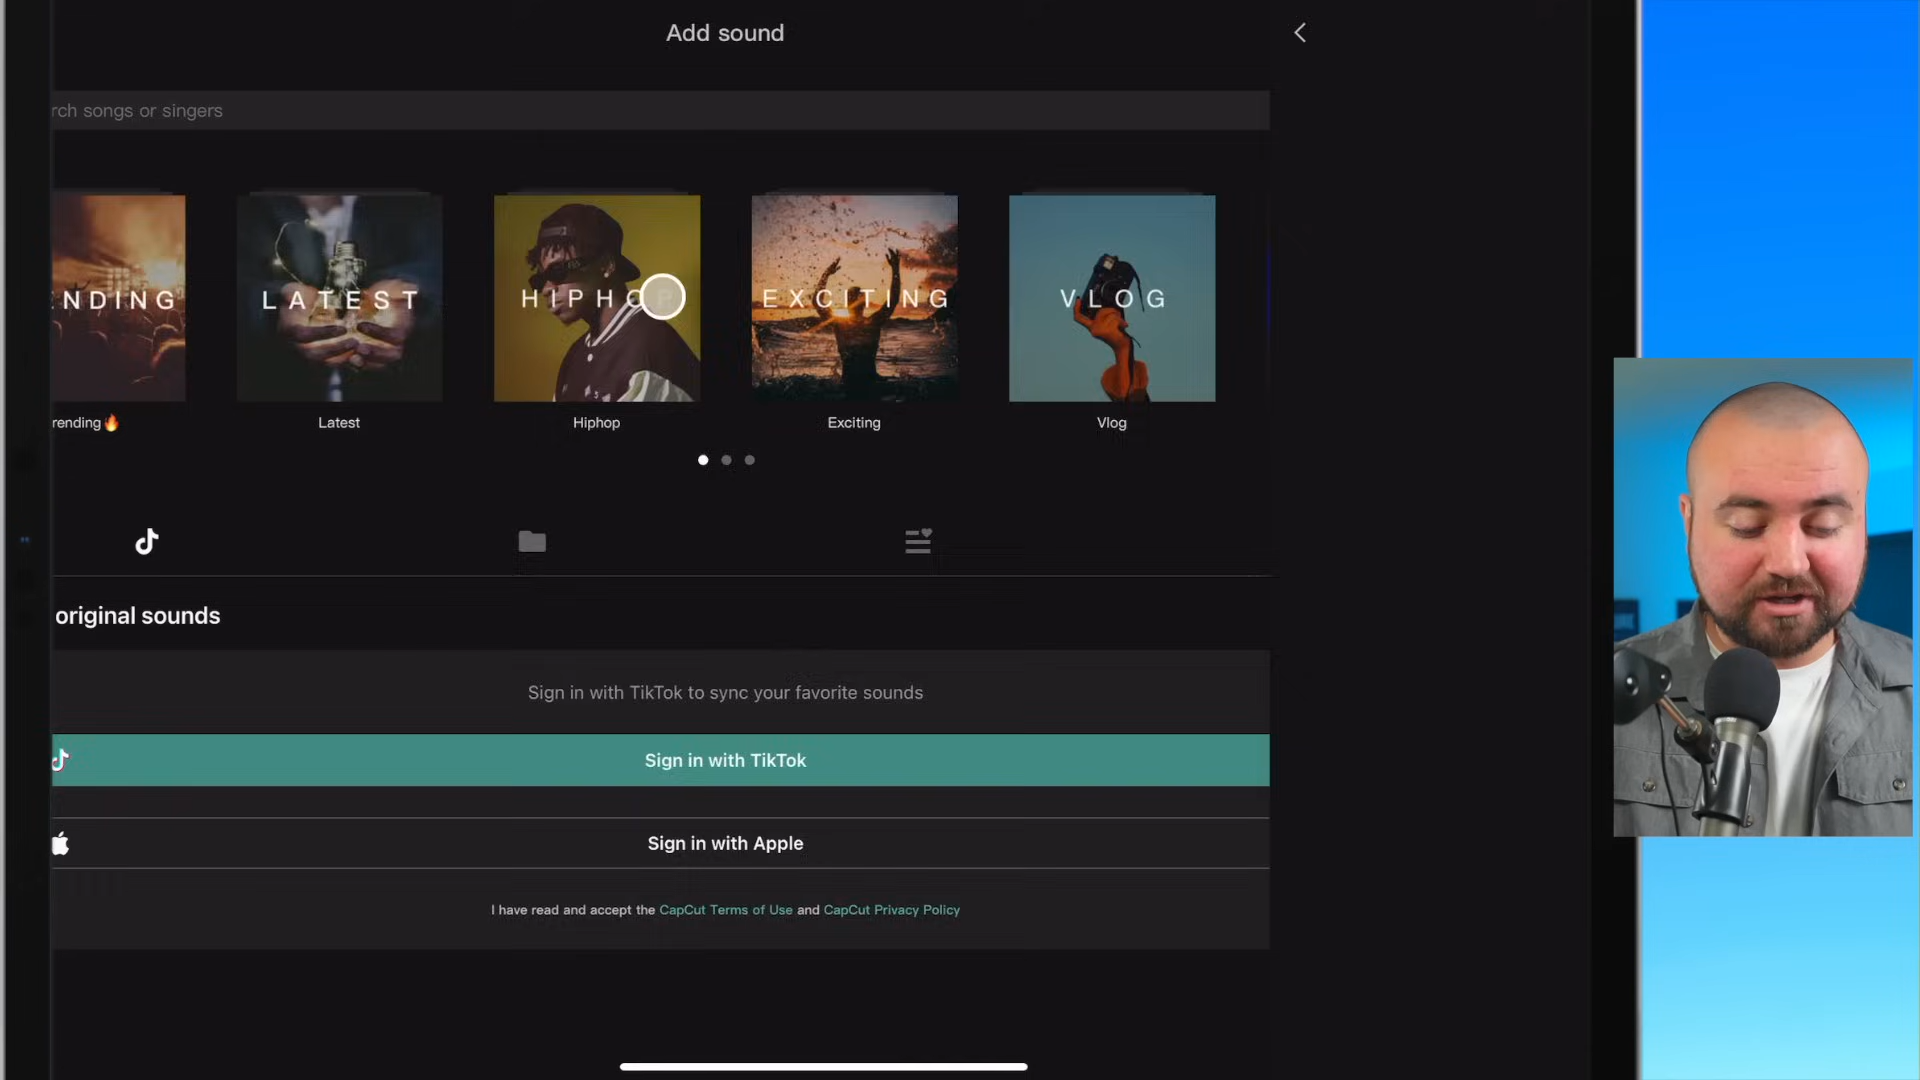 Add sound
rch songs or singers
NDING
LATEST
HIPHOP
EXCITING
VLOG
rending🔥
Latest
Hiphop
Exciting
Vlog
original sounds
Sign in with TikTok to sync your favorite sounds
Sign in with TikTok
Sign in with Apple
I have read and accept the CapCut Terms of Use and CapCut Privacy Policy